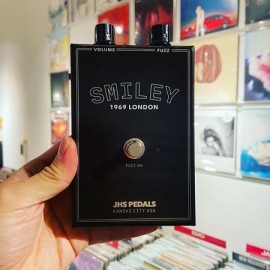 VOLUME FUZZ
SMILEY
1969 LONDON
FUZZ ON
JHS PEDALS
KANSAS CITY USA